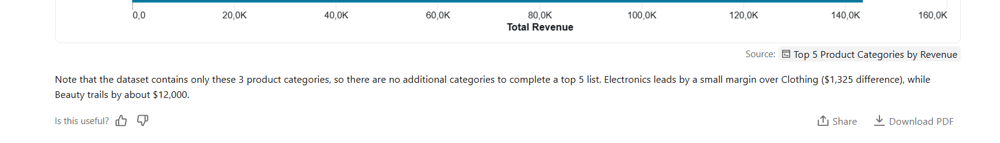 0,0 20,0K 40,0K 60,0K 80,0K 100,0K 120,0K 140,0K 160,0K
Total Revenue
Source: Top 5 Product Categories by Revenue
Note that the dataset contains only these 3 product categories, so there are no additional categories to complete a top 5 list. Electronics leads by a small margin over Clothing ($1,325 difference), while
Beauty trails by about $12,000.
Is this useful? Share Download PDF